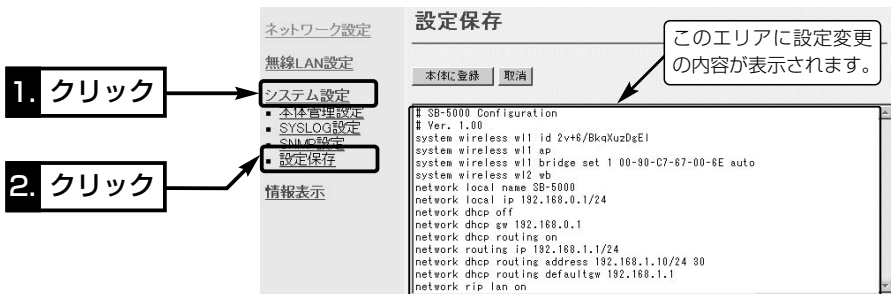 ネットワーク設定
無線LAN設定
1. クリック
システム設定
本体管理設定
SYSLOG設定
SNMP設定
設定保存
2. クリック
情報表示
設定保存
このエリアに設定変更
の内容が表示されます。
本体に登録 取消
# SB-5000 Configuration
# Ver. 1.00
system wireless wl1 id 2v+6/BkqXuzDgEI
system wireless wl1 ap
system wireless wl1 bridge set 1 00-90-C7-67-00-6E auto
system wireless wl2 wb
network local name SB-5000
network local ip 192.168.0.1/24
network dhcp off
network dhcp gw 192.168.0.1
network dhcp routing on
network routing ip 192.168.1.1/24
network dhcp routing address 192.168.1.10/24 30
network dhcp routing defaultgw 192.168.1.1
network rip lan on